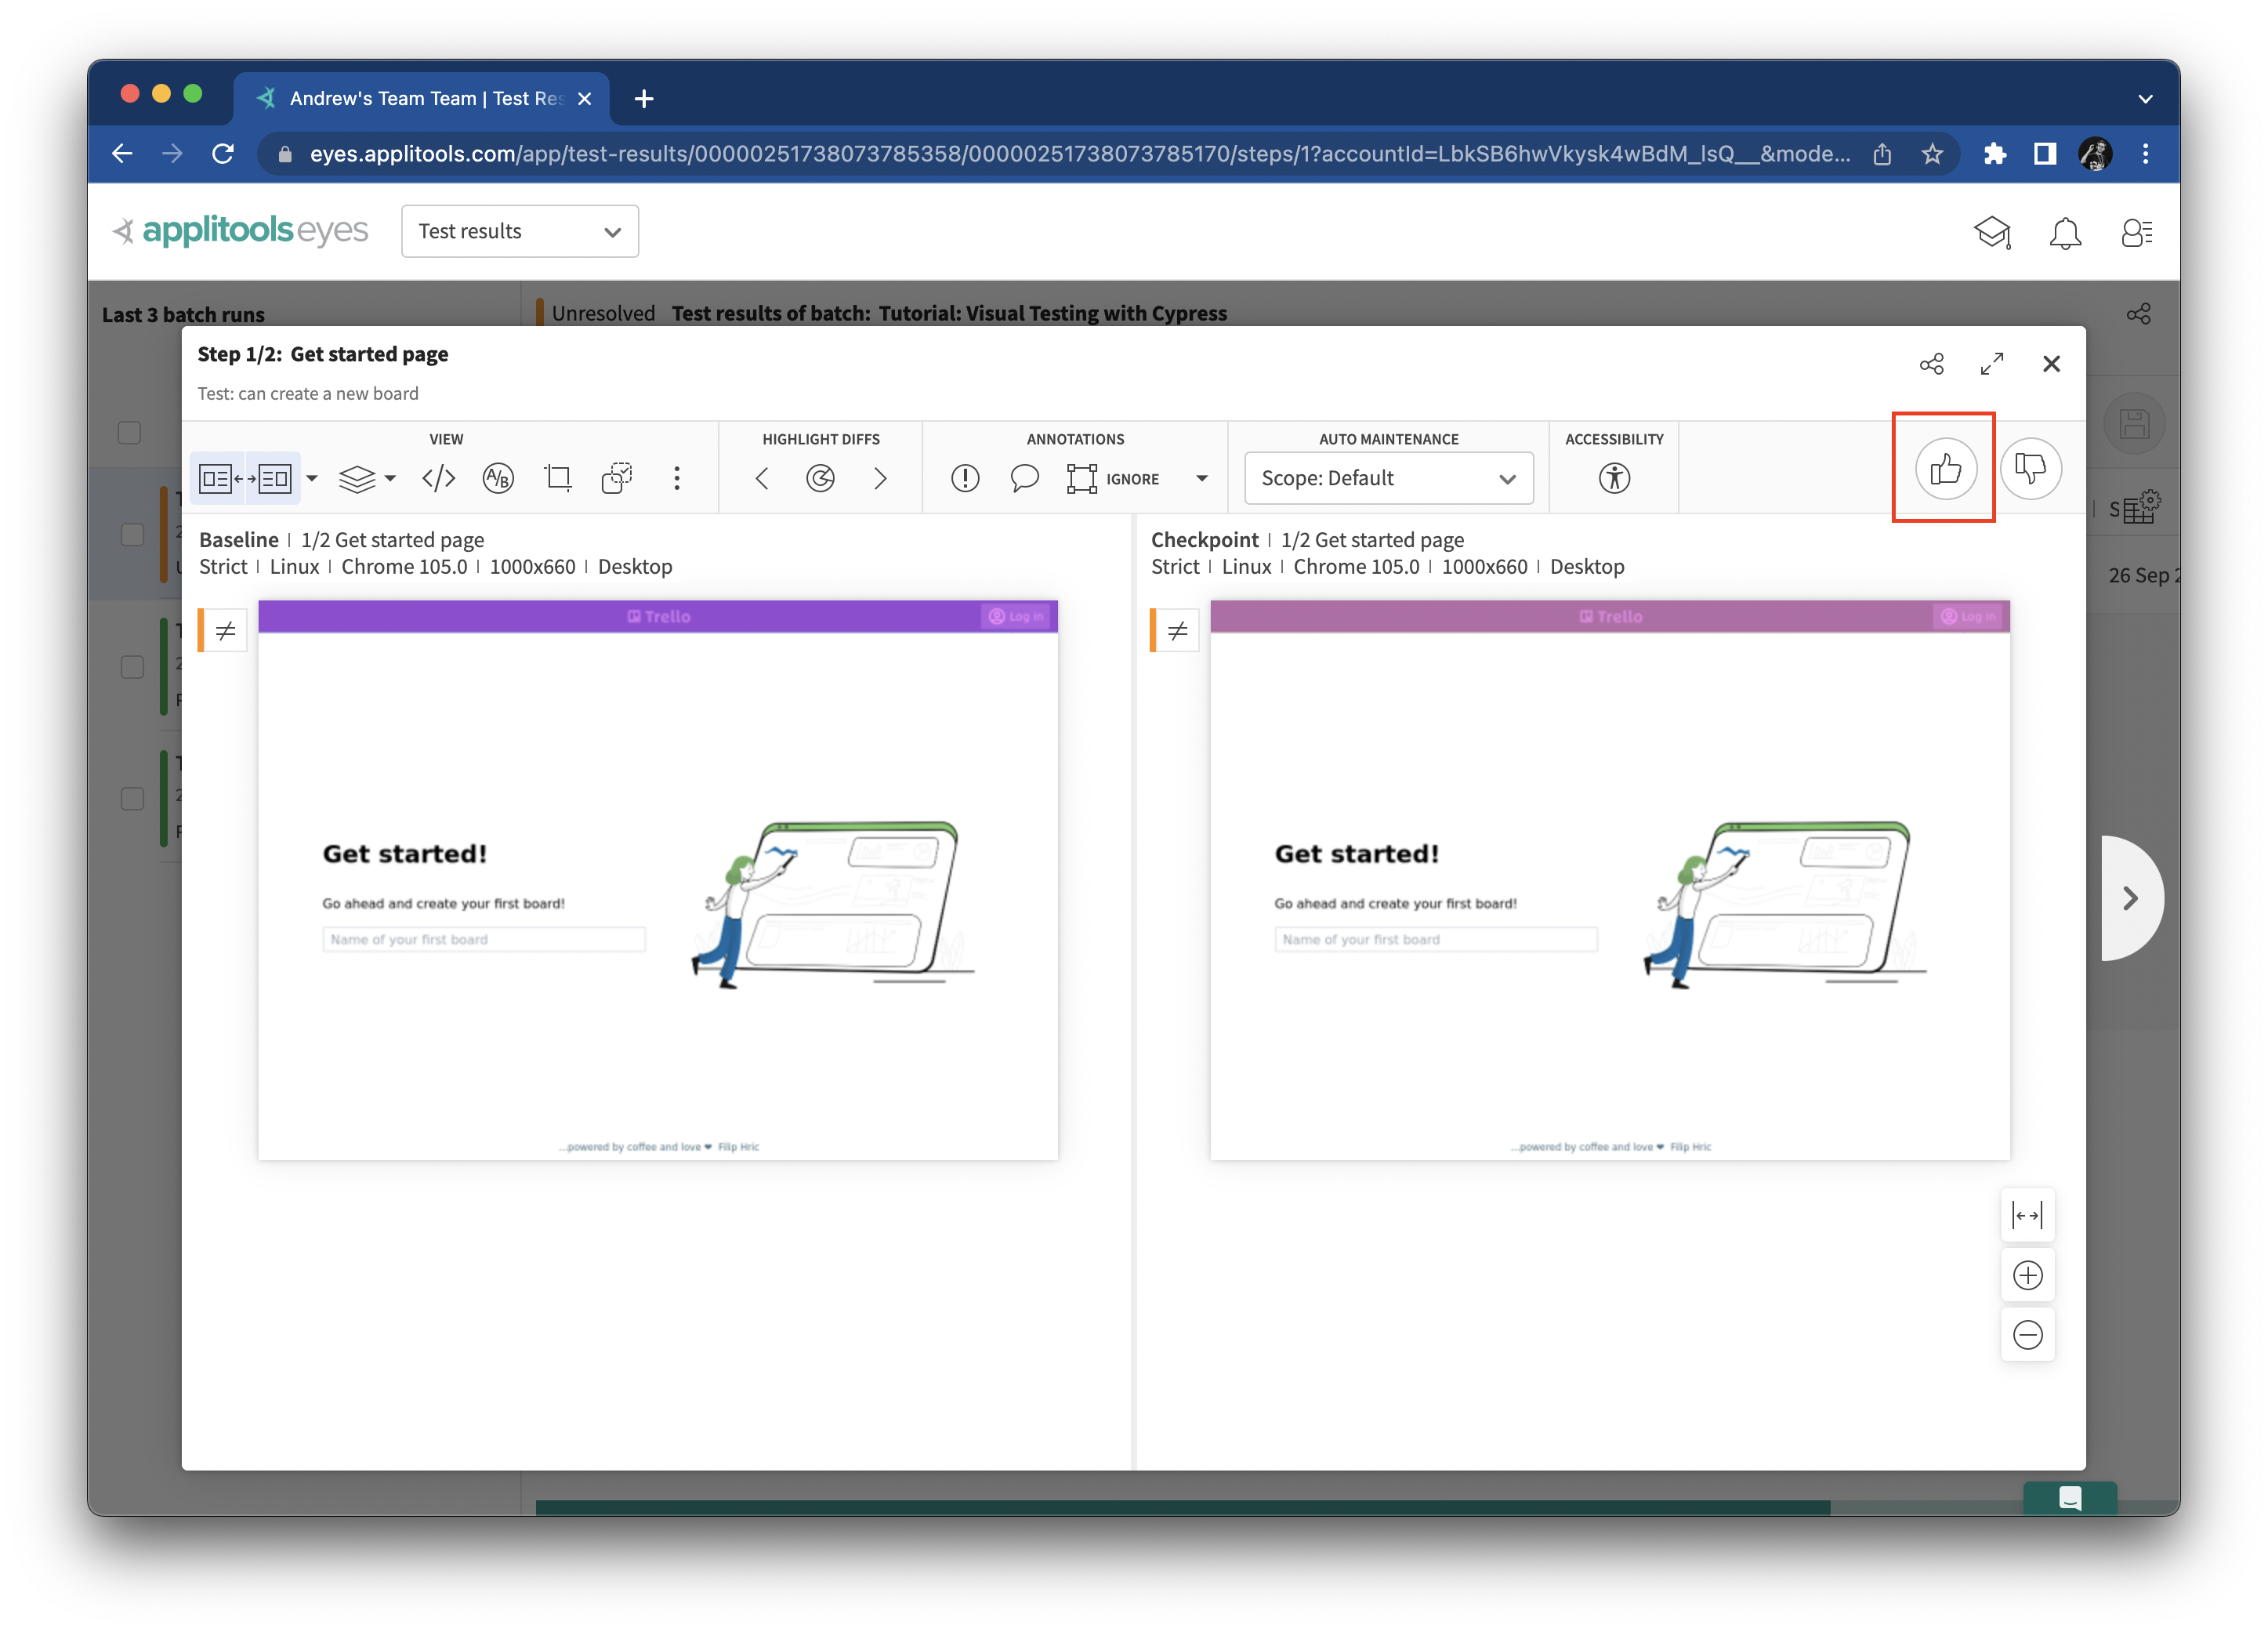 Andrew's Team Team | Test Res
eyes.applitools.com/app/test-results/00000251738073785358/00000251738073785170/steps/1?accountId=LbkSB6hwVkysk4wBdM_lsQ__&mode...
applitools eyes
Test results
Last 3 batch runs
Unresolved Test results of batch: Tutorial: Visual Testing with Cypress
Step 1/2: Get started page
Test: can create a new board
VIEW
HIGHLIGHT DIFFS
ANNOTATIONS
AUTO MAINTENANCE
ACCESSIBILITY
A/B
IGNORE
Scope: Default
S
26 Sep 2
Baseline | 1/2 Get started page
Strict | Linux | Chrome 105.0 | 1000x660 | Desktop
Trello
Log in
Get started!
Go ahead and create your first board!
Name of your first board
...powered by coffee and love ❤ Filip Hric
Checkpoint | 1/2 Get started page
Strict | Linux | Chrome 105.0 | 1000x660 | Desktop
Trello
Log in
Get started!
Go ahead and create your first board!
Name of your first board
...powered by coffee and love ❤ Filip Hric